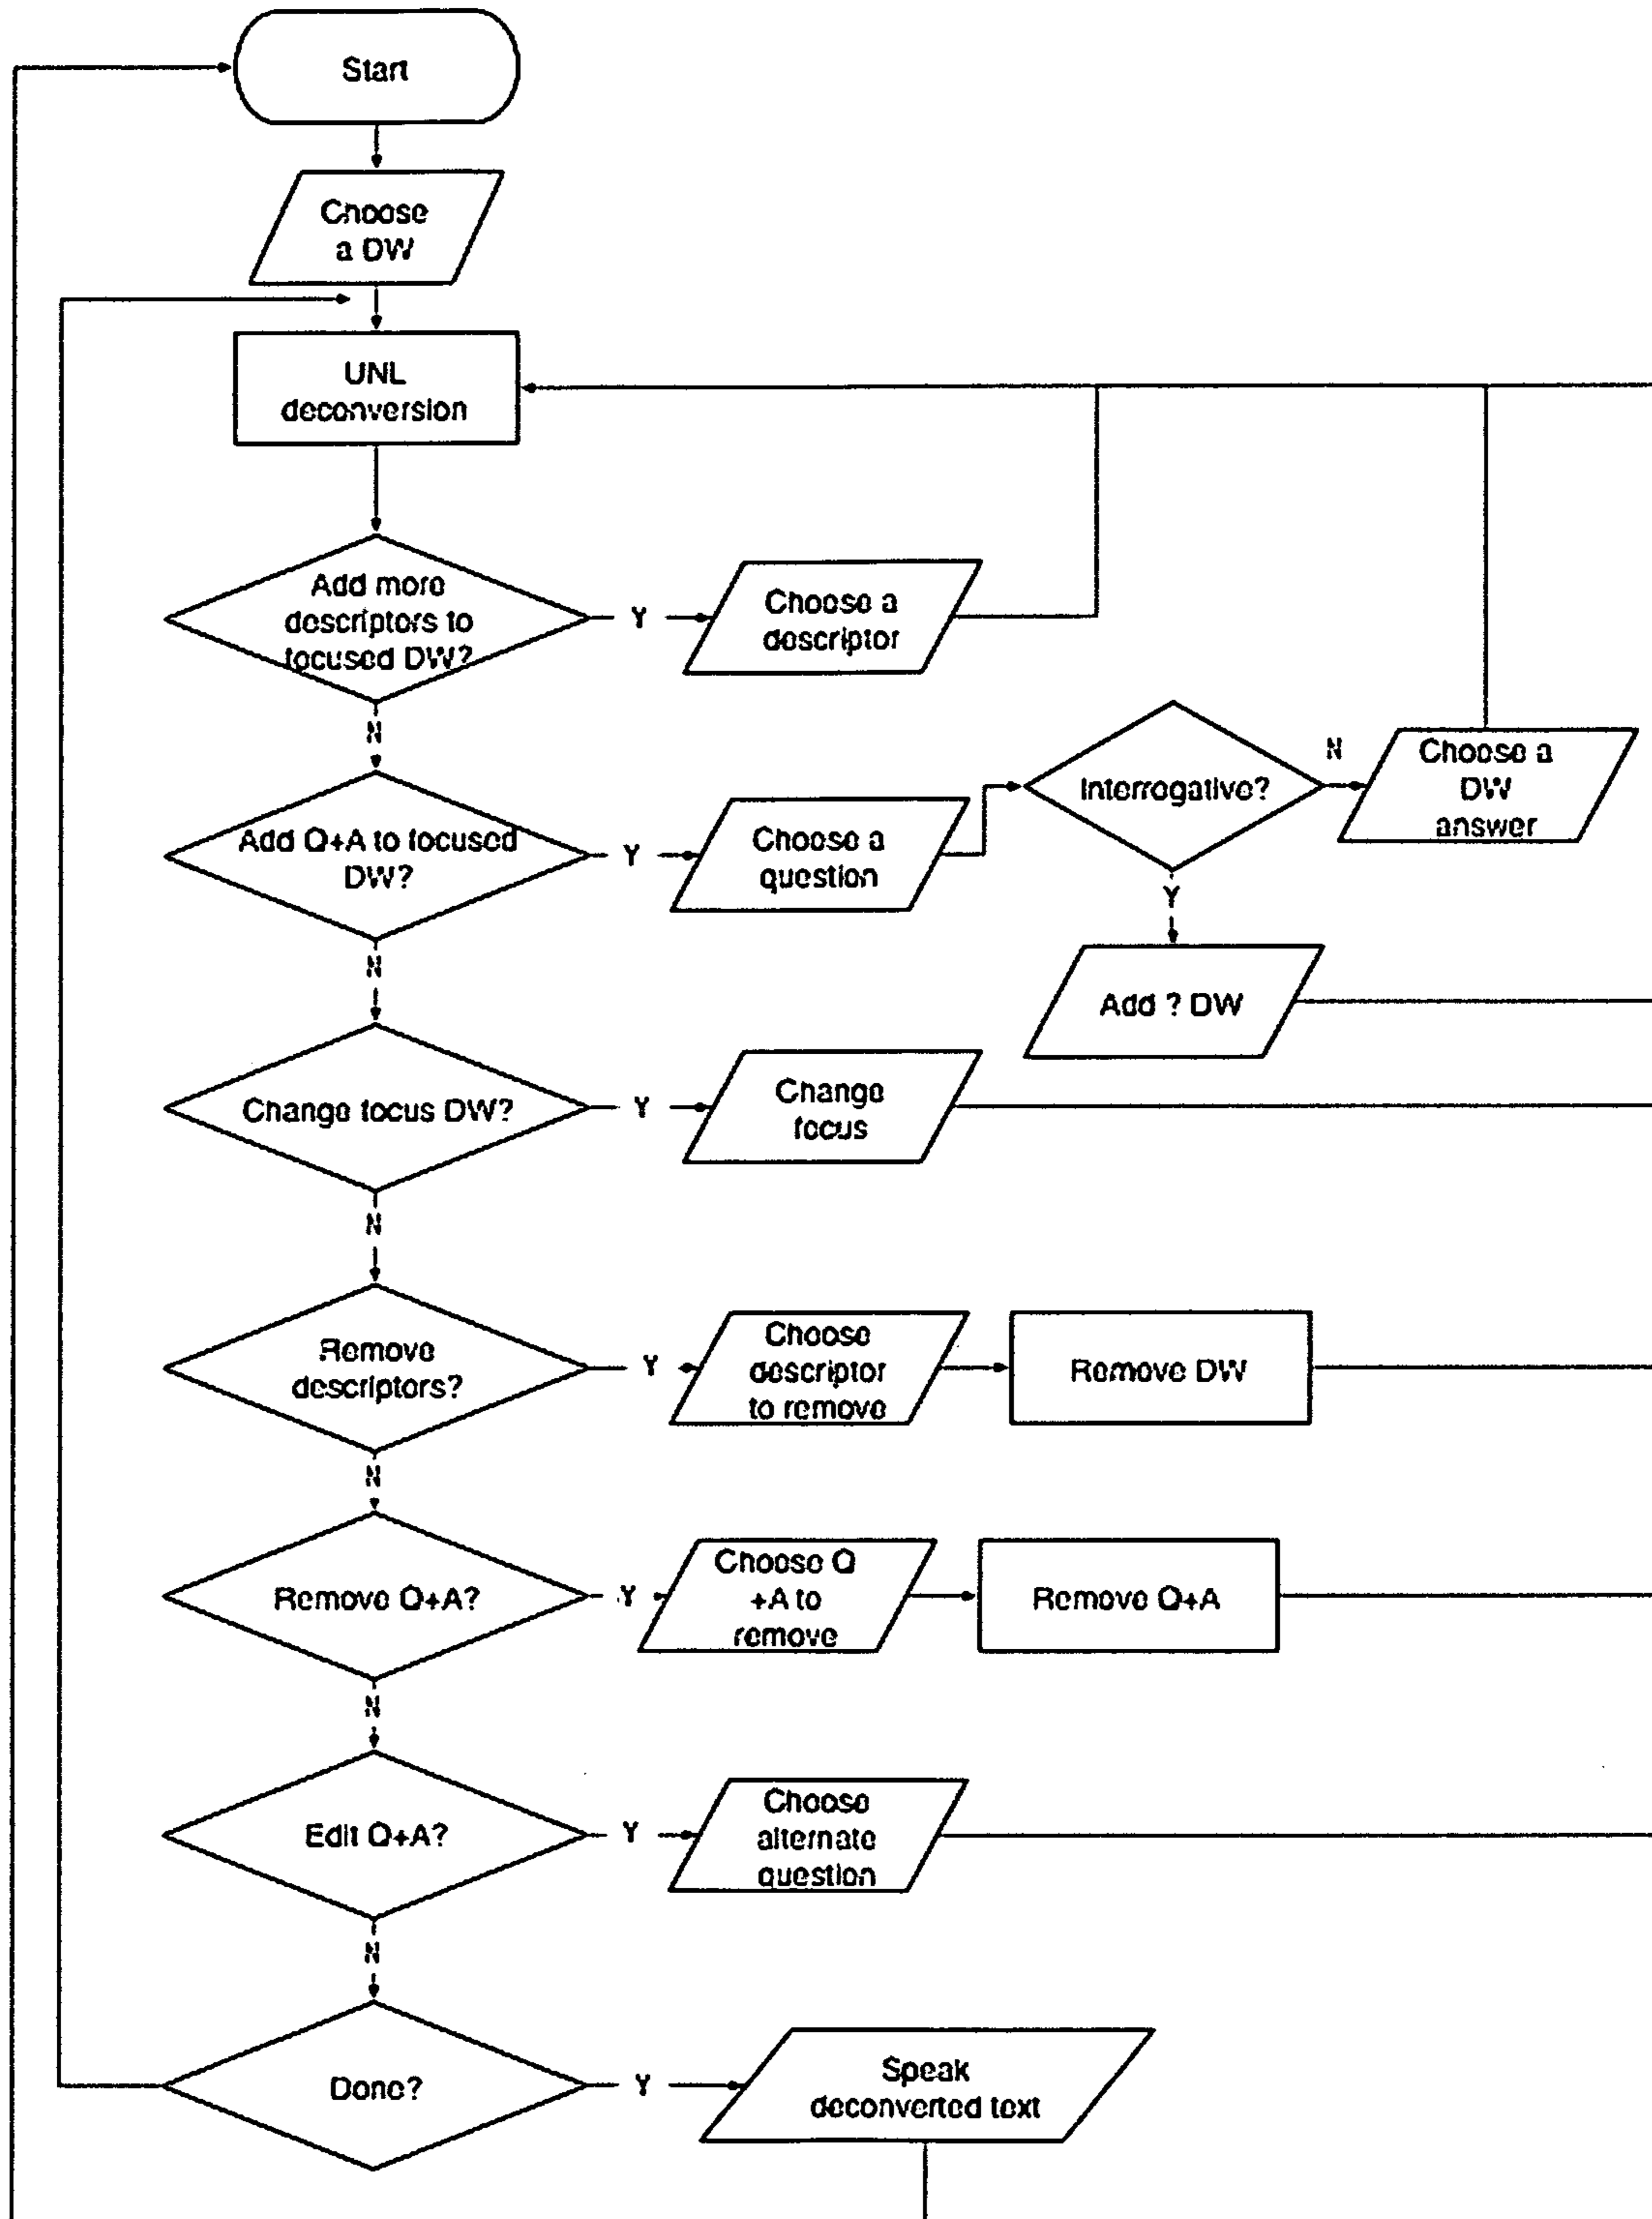 Start
Choose
a DW
UNL
deconversion
Add more
descriptors to
focused DW?
Y
Choose a
descriptor
N
Interrogative?
N
Choose a
DW
answer
Add Q+A to focused
DW?
Y
Choose a
question
Y
N
Add ? DW
Change focus DW?
Y
Change
focus
N
Remove
descriptors?
Y
Choose
descriptor
to remove
Remove DW
N
Remove Q+A?
Y
Choose Q
+A to
remove
Remove Q+A
N
Edit Q+A?
Y
Choose
alternate
question
N
Done?
Y
Speak
deconverted text